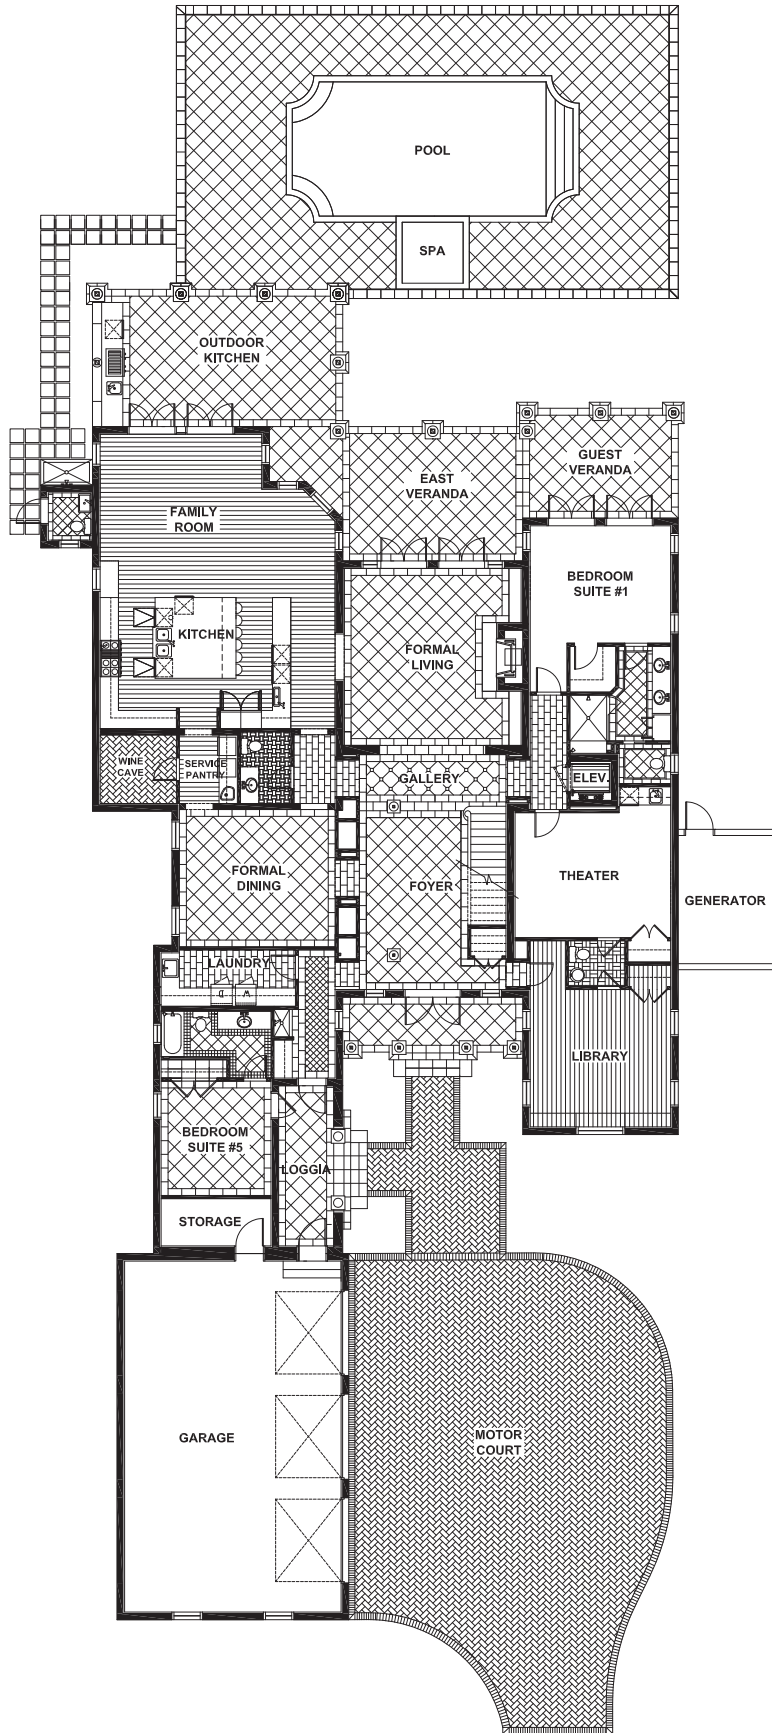 POOL
SPA
OUTDOOR
KITCHEN
GUEST
VERANDA
EAST
VERANDA
FAMILY
ROOM
BEDROOM
SUITE #1
KITCHEN
FORMAL
LIVING
WINE
CAVE
SERVICE
PANTRY
GALLERY
ELEV.
FORMAL
DINING
FOYER
THEATER
GENERATOR
LAUNDRY
D
W
LIBRARY
BEDROOM
SUITE #5
LOGGIA
STORAGE
GARAGE
MOTOR
COURT